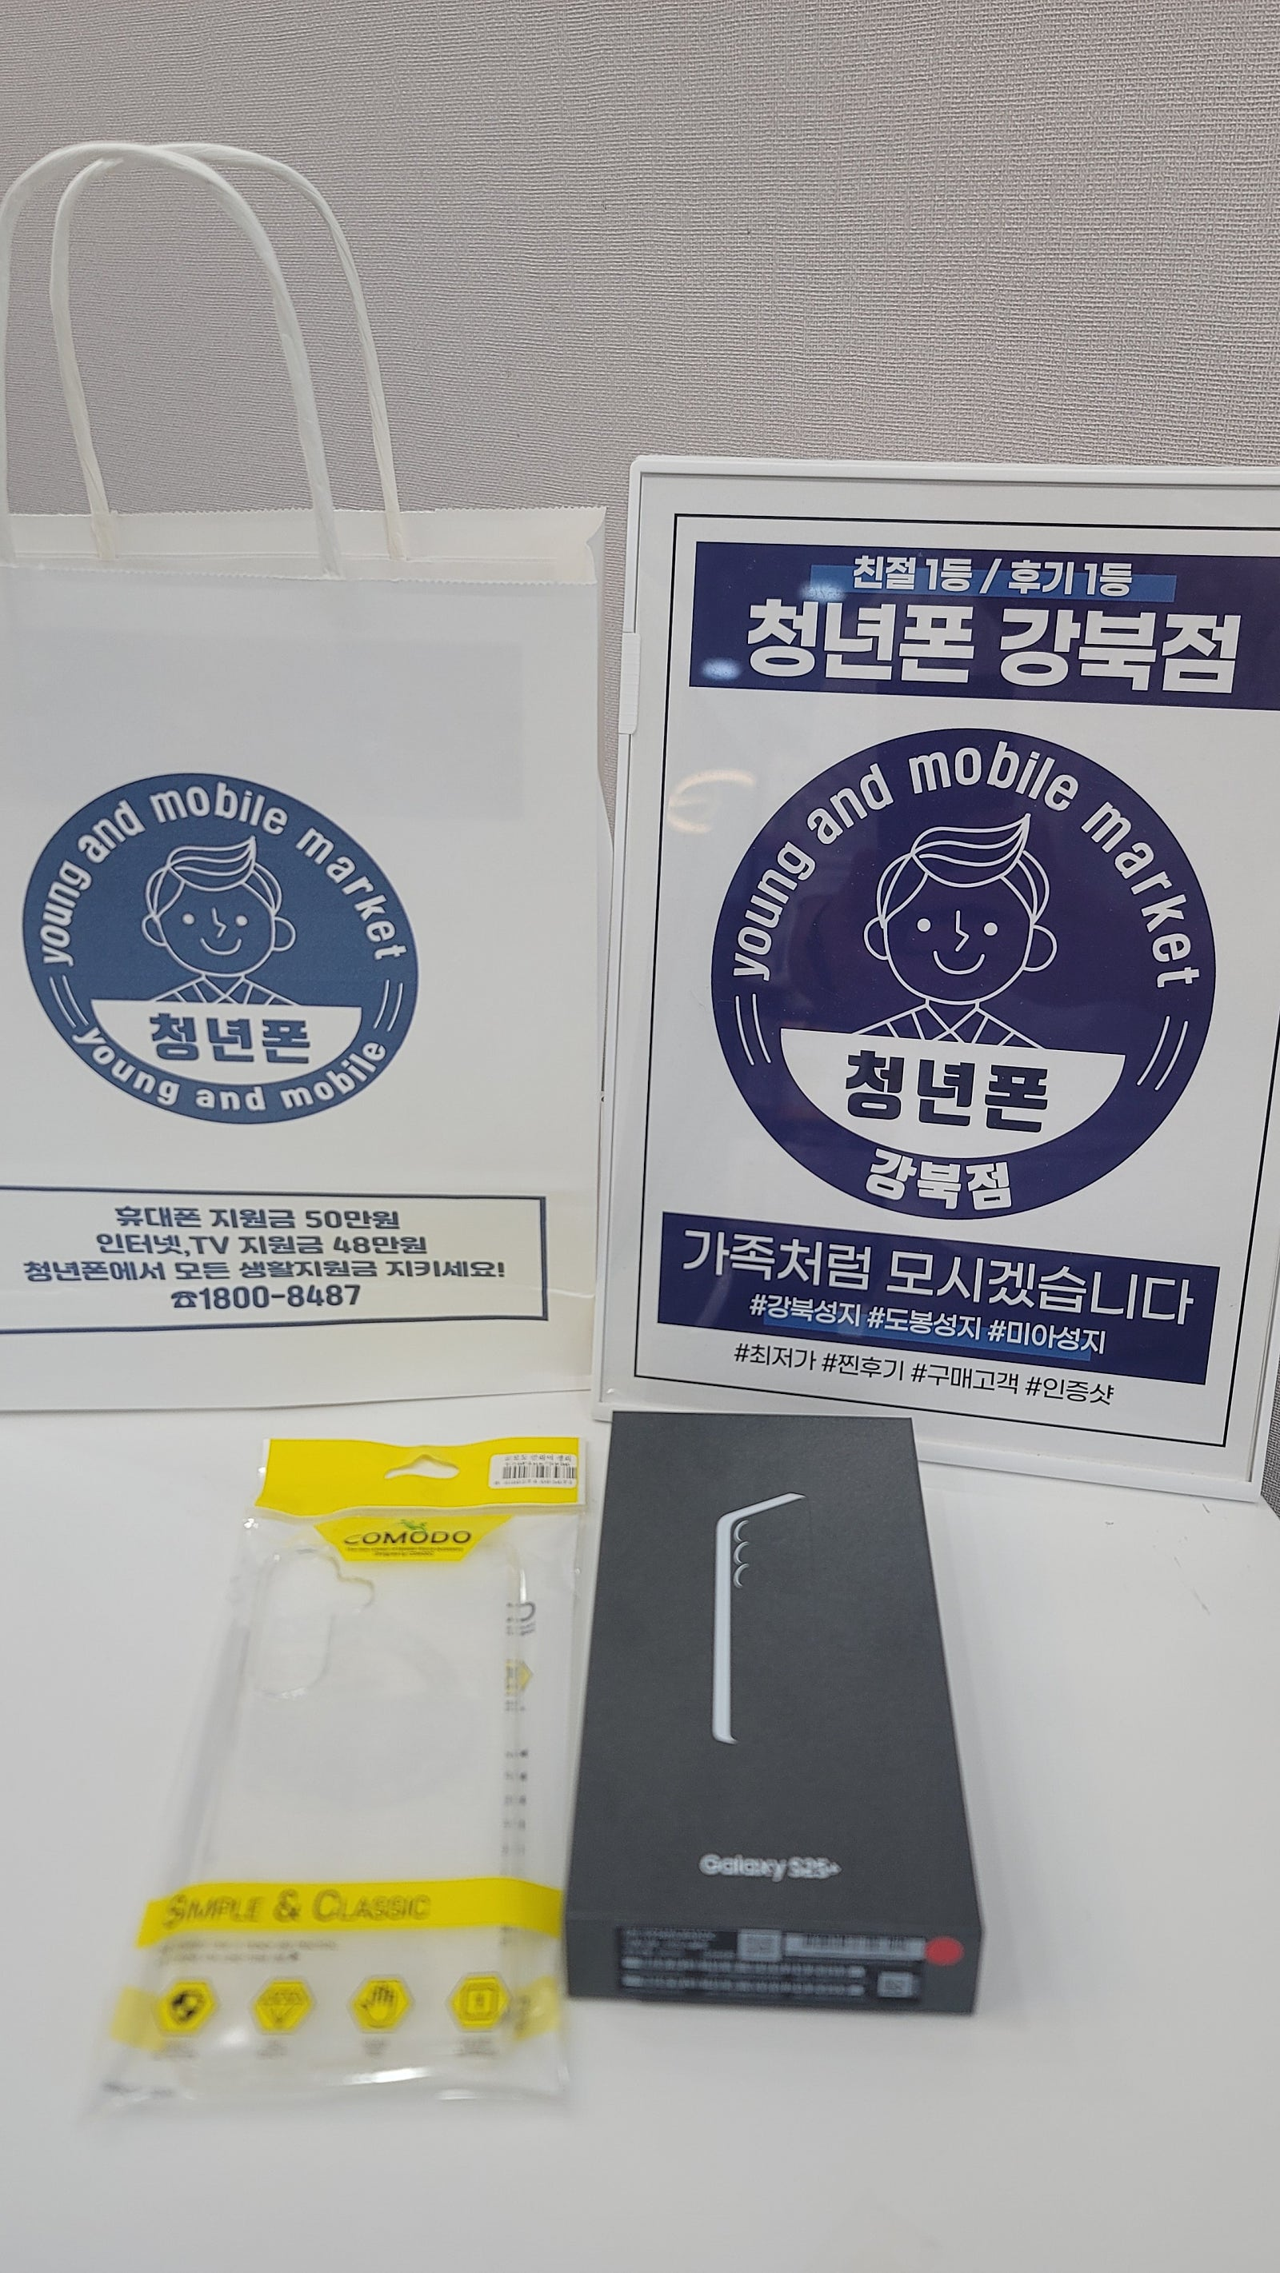 young and mobile market
청년폰
young and mobile
휴대폰 지원금 50만원
인터넷,TV 지원금 48만원
청년폰에서 모든 생활지원금 지키세요!
☎1800-8487
친절 1등 / 후기 1등
청년폰 강북점
young and mobile market
청년폰
강북점
가족처럼 모시겠습니다
#강북성지 #도봉성지 #미아성지
#최저가 #찐후기 #구매고객 #인증샷
COMODO
SIMPLE & CLASSIC
Galaxy S25+